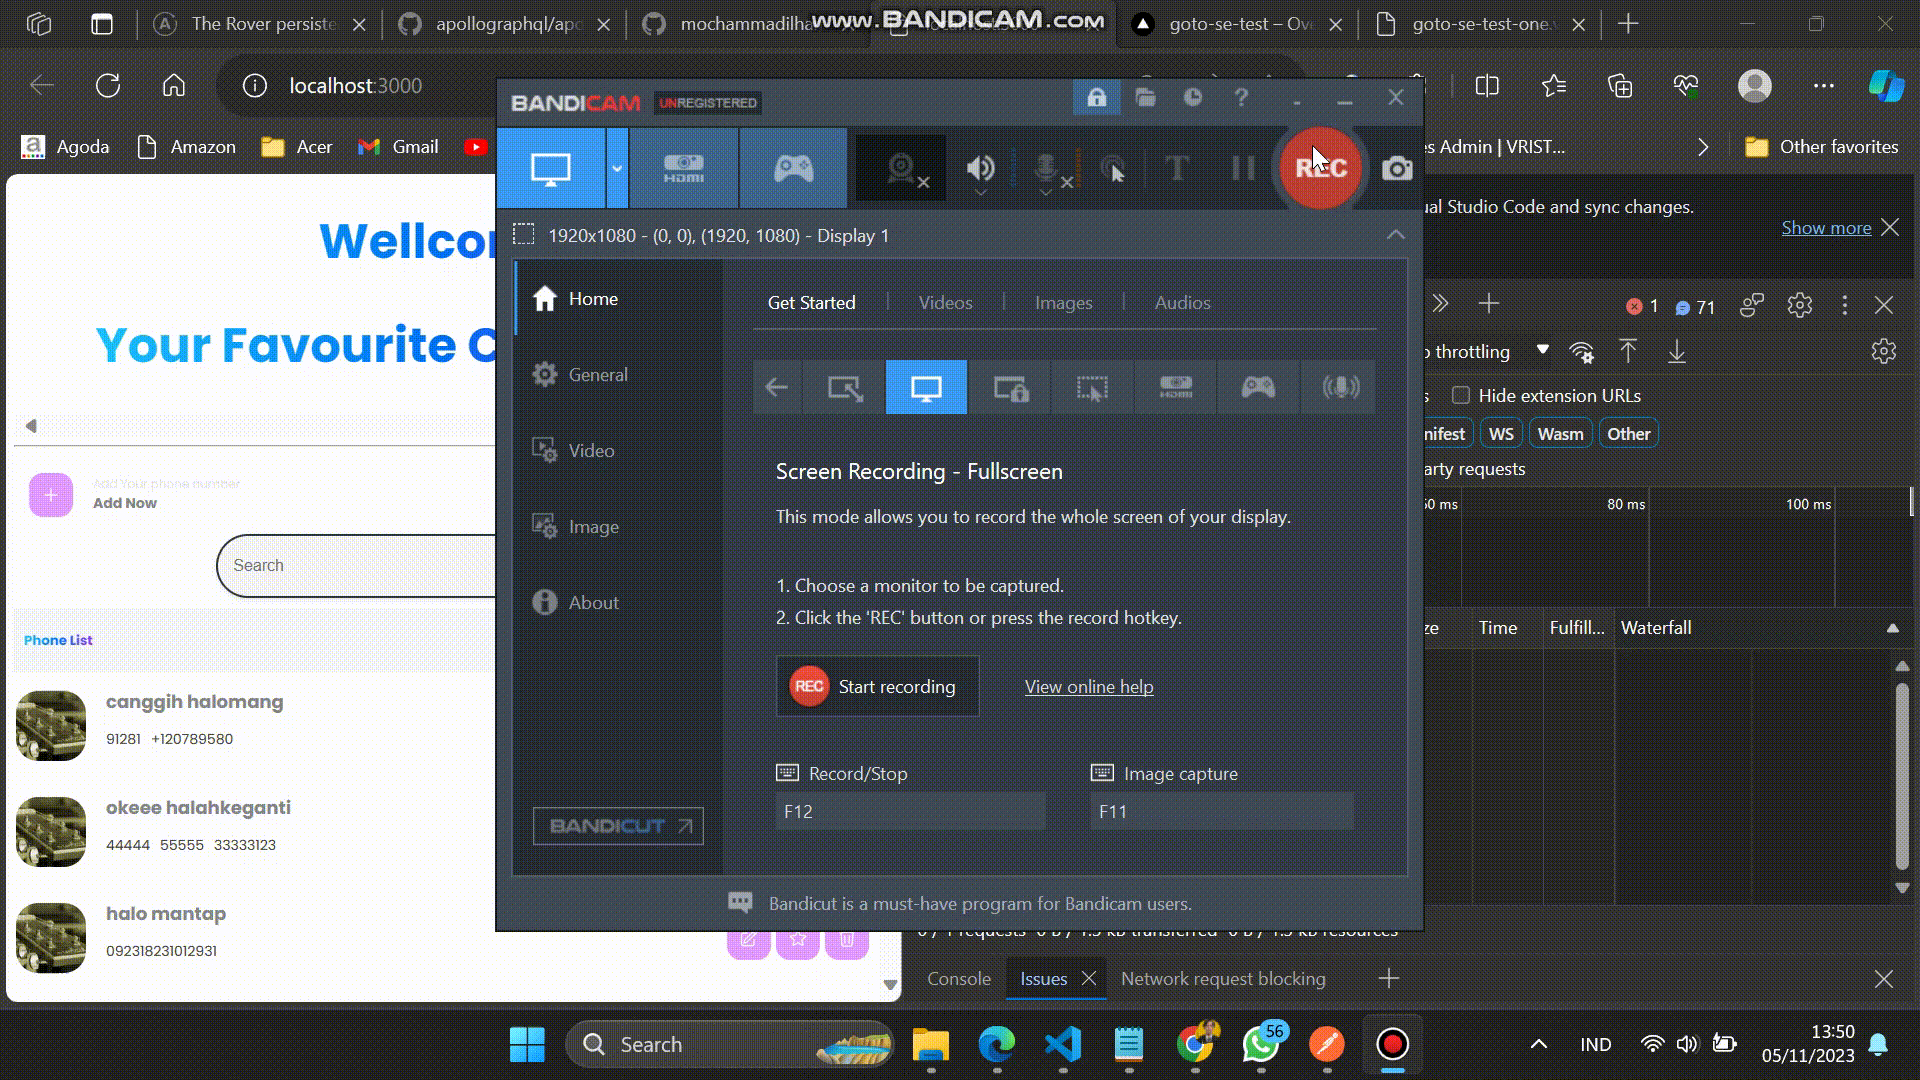 The Rover persiste
apollographql/apo
mochammadilha
www.BANDICAM.com
goto-se-test – Ov
goto-se-test-one.v
localhost:3000
Agoda
Amazon
Acer
Gmail
s Admin | VRIST...
Other favorites
BANDICAM UNREGISTERED
HDMI
T
REC
1920x1080 - (0, 0), (1920, 1080) - Display 1
Home
General
Video
Image
About
BANDICUT
Get Started
Videos
Images
Audios
HDMI
Screen Recording - Fullscreen
This mode allows you to record the whole screen of your display.
1. Choose a monitor to be captured.
2. Click the 'REC' button or press the record hotkey.
REC Start recording
View online help
Record/Stop
Image capture
F12
F11
Bandicut is a must-have program for Bandicam users.
Wellco
Your Favourite C
Add Your phone number
Add Now
Search
Phone List
canggih halomang
91281 +120789580
okeee halahkeganti
44444 55555 33333123
halo mantap
092318231012931
ual Studio Code and sync changes.
Show more
1
71
throttling
Hide extension URLs
nifest
WS
Wasm
Other
arty requests
80 ms
100 ms
ze
Time
Fulfill...
Waterfall
Console
Issues
Network request blocking
Search
56
IND
13:50
05/11/2023